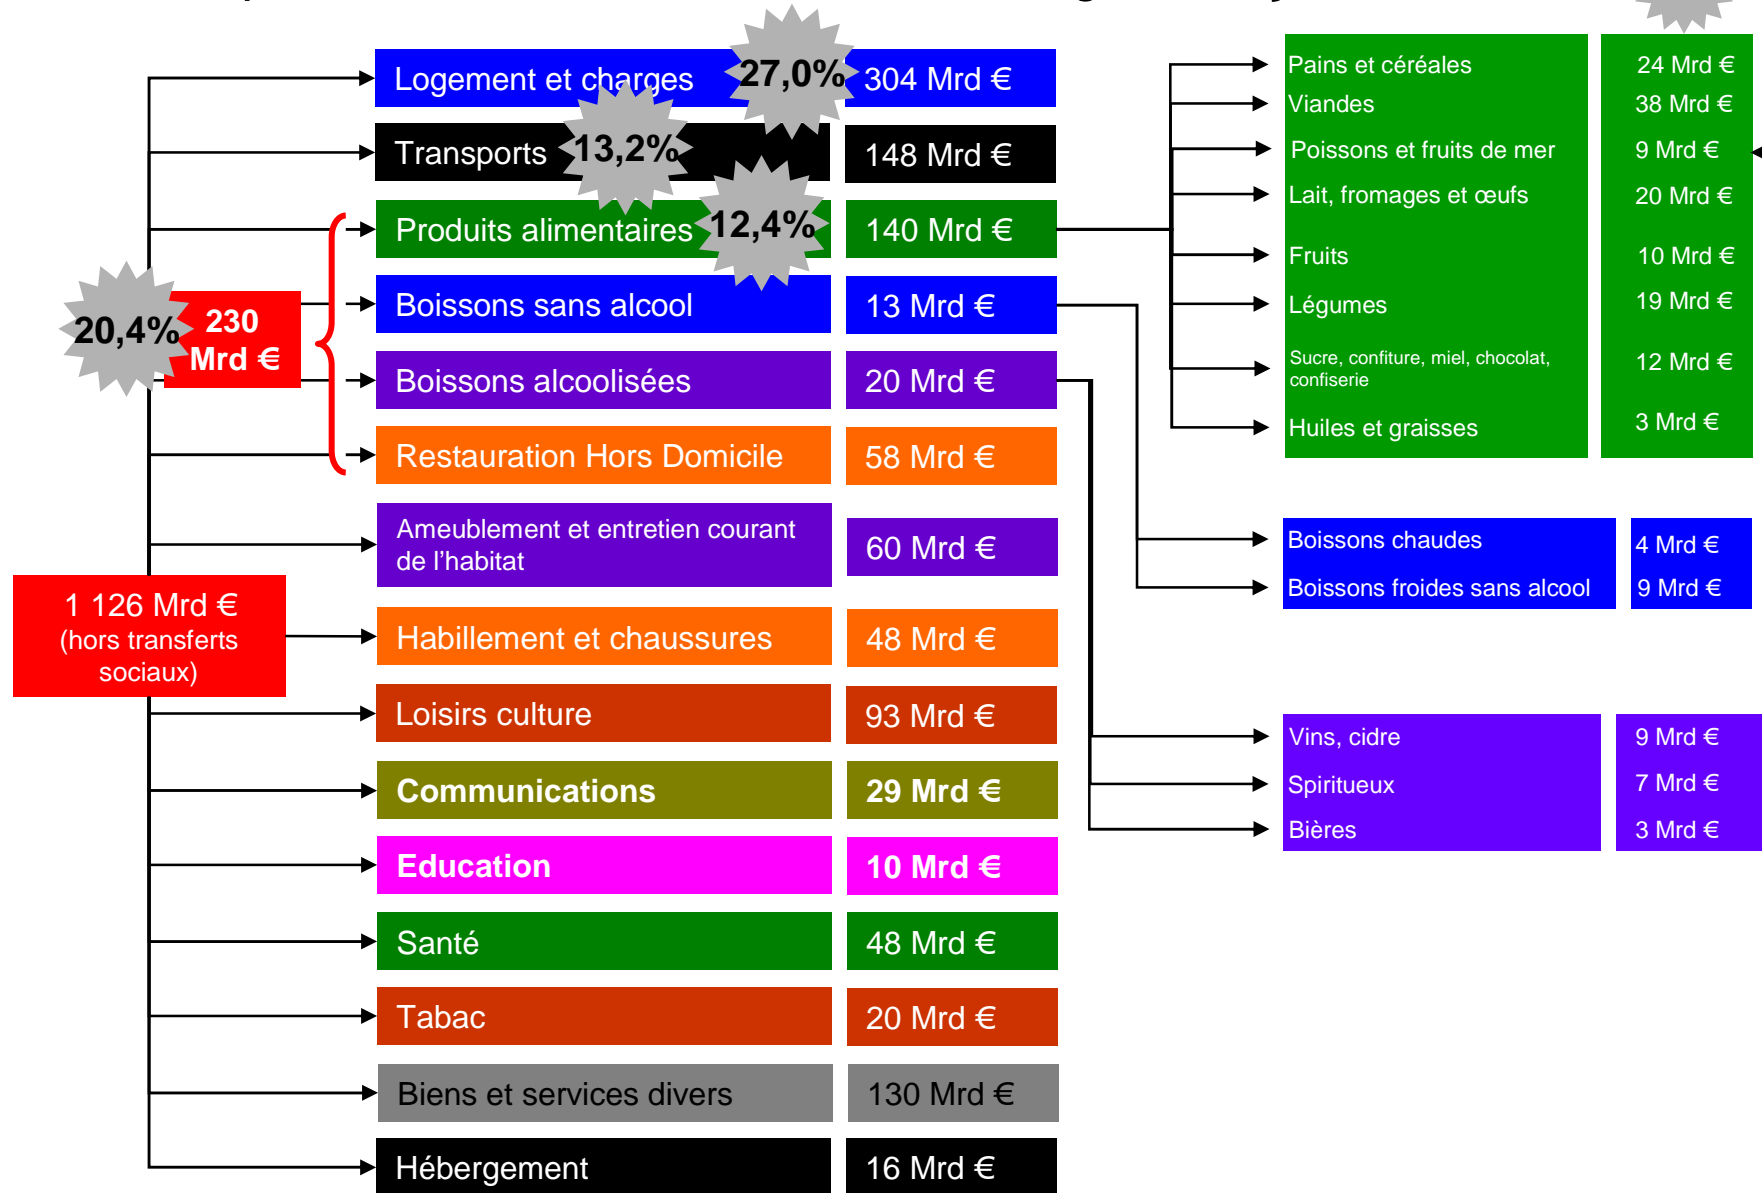 Logement et charges
27,0%
304 Mrd €
Transports
13,2%
148 Mrd €
Produits alimentaires
12,4%
140 Mrd €
Boissons sans alcool
13 Mrd €
20,4%
230
Mrd €
Boissons alcoolisées
20 Mrd €
Restauration Hors Domicile
58 Mrd €
Ameublement et entretien courant
de l’habitat
60 Mrd €
1 126 Mrd €
(hors transferts
sociaux)
Habillement et chaussures
48 Mrd €
Loisirs culture
93 Mrd €
Communications
29 Mrd €
Education
10 Mrd €
Santé
48 Mrd €
Tabac
20 Mrd €
Biens et services divers
130 Mrd €
Hébergement
16 Mrd €
Pains et céréales
24 Mrd €
Viandes
38 Mrd €
Poissons et fruits de mer
9 Mrd €
Lait, fromages et œufs
20 Mrd €
Fruits
10 Mrd €
Légumes
19 Mrd €
Sucre, confiture, miel, chocolat,
confiserie
12 Mrd €
Huiles et graisses
3 Mrd €
Boissons chaudes
4 Mrd €
Boissons froides sans alcool
9 Mrd €
Vins, cidre
9 Mrd €
Spiritueux
7 Mrd €
Bières
3 Mrd €